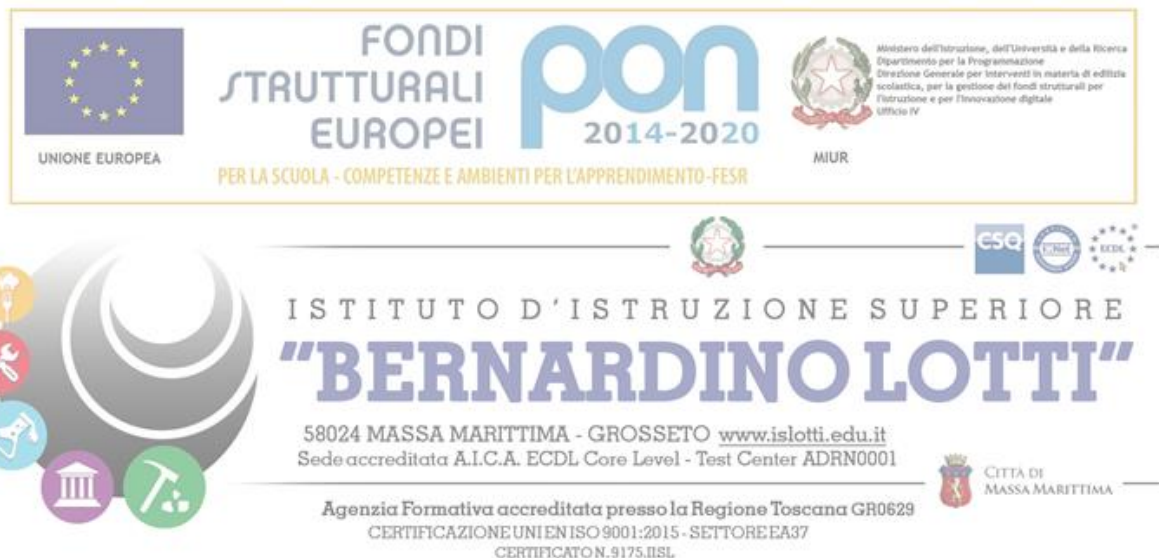 FONDI
STRUTTURALI
EUROPEI
pon
2014-2020
UNIONE EUROPEA
PER LA SCUOLA - COMPETENZE E AMBIENTI PER L'APPRENDIMENTO-FESR
Ministero dell'Istruzione, dell'Università e della Ricerca
Dipartimento per la Programmazione
Direzione Generale per interventi in materia di edilizia
scolastica, per la gestione dei fondi strutturali per
l'istruzione e per l'innovazione digitale
Ufficio IV
MIUR
CSQ
ECDL
ISTITUTO D'ISTRUZIONE SUPERIORE
"BERNARDINO LOTTI"
58024 MASSA MARITTIMA - GROSSETO www.islotti.edu.it
Sede accreditata A.I.C.A. ECDL Core Level - Test Center ADRN0001
CITTÀ DI
MASSA MARITTIMA
Agenzia Formativa accreditata presso la Regione Toscana GR0629
CERTIFICAZIONE UNI EN ISO 9001:2015 - SETTORE EA37
CERTIFICATO N. 9175.IISL